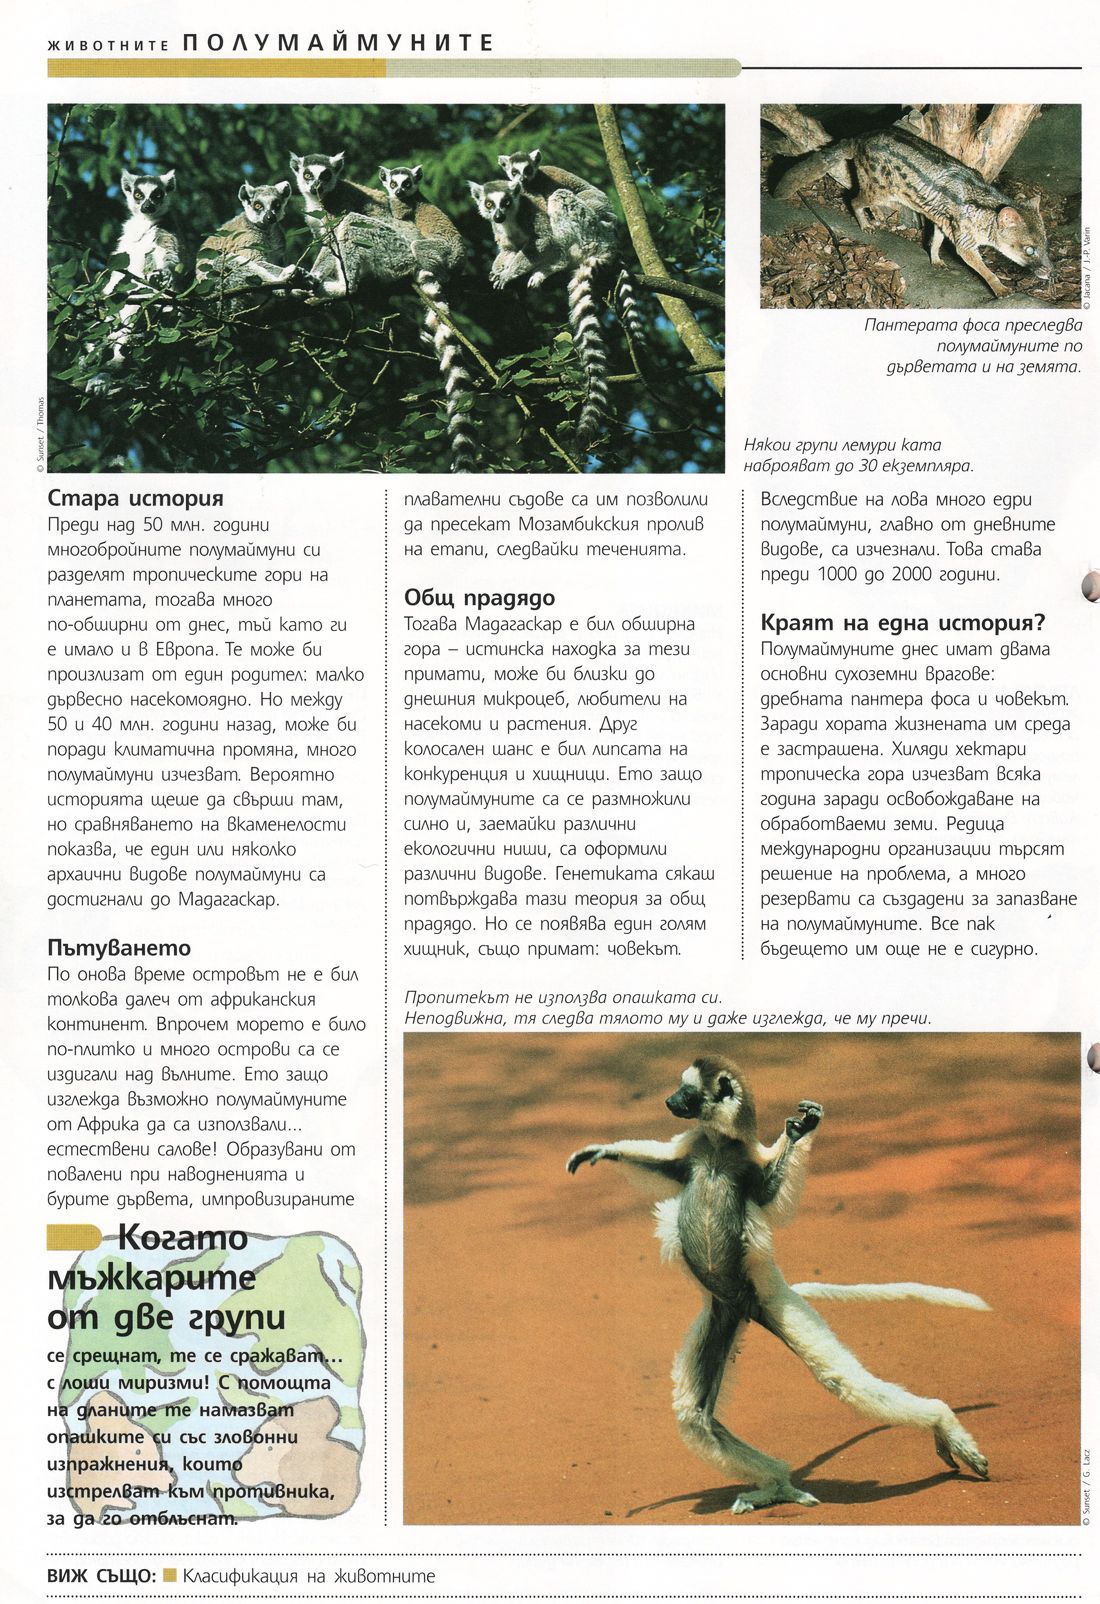 ЖИВОТНИТЕ ПОЛУМАЙМУНИТЕ
© Sunset / Thomas
© Jacana / J.-P. Varin
Пантерата фоса преследва
полумаймуните по
дърветата и на земята.
Някои групи лемури ката
наброяват до 30 екземпляра.
Стара история
Преди над 50 млн. години
многобройните полумаймуни си
разделят тропическите гори на
планетата, тогава много
по-обширни от днес, тъй като ги
е имало и в Европа. Те може би
произлизат от един родител: малко
дървесно насекомоядно. Но между
50 и 40 млн. години назад, може би
поради климатична промяна, много
полумаймуни изчезват. Вероятно
историята щеше да свърши там,
но сравняването на вкаменелости
показва, че един или няколко
архаични видове полумаймуни са
достигнали до Мадагаскар.
Пътуването
По онова време островът не е бил
толкова далеч от африканския
континент. Впрочем морето е било
по-плитко и много острови са се
издигали над вълните. Ето защо
изглежда възможно полумаймуните
от Африка да са използвали...
естествени салове! Образувани от
повалени при наводненията и
бурите дървета, импровизираните
плавателни съдове са им позволили
да пресекат Мозамбикския пролив
на етапи, следвайки теченията.
Общ прадядо
Тогава Мадагаскар е бил обширна
гора – истинска находка за тези
примати, може би близки до
днешния микроцеб, любители на
насекоми и растения. Друг
колосален шанс е бил липсата на
конкуренция и хищници. Ето защо
полумаймуните са се размножили
силно и, заемайки различни
екологични ниши, са оформили
различни видове. Генетиката сякаш
потвърждава тази теория за общ
прадядо. Но се появява един голям
хищник, също примат: човекът.
Вследствие на лова много едри
полумаймуни, главно от дневните
видове, са изчезнали. Това става
преди 1000 до 2000 години.
Краят на една история?
Полумаймуните днес имат двама
основни сухоземни врагове:
дребната пантера фоса и човекът.
Заради хората жизнената им среда
е застрашена. Хиляди хектари
тропическа гора изчезват всяка
година заради освобождаване на
обработваеми земи. Редица
международни организации търсят
решение на проблема, а много
резервати са създадени за запазване
на полумаймуните. Все пак
бъдещето им още не е сигурно.
Пропитекът не използва опашката си.
Неподвижна, тя следва тялото му и даже изглежда, че му пречи.
© Sunset / G. Lacz
Когато
мъжкарите
от две групи
се срещнат, те се сражават...
с лоши миризми! С помощта
на дланите те намазват
опашките си със зловонни
изпражнения, които
изстрелват към противника,
за да го отблъснат.
ВИЖ СЪЩО: Класификация на животните